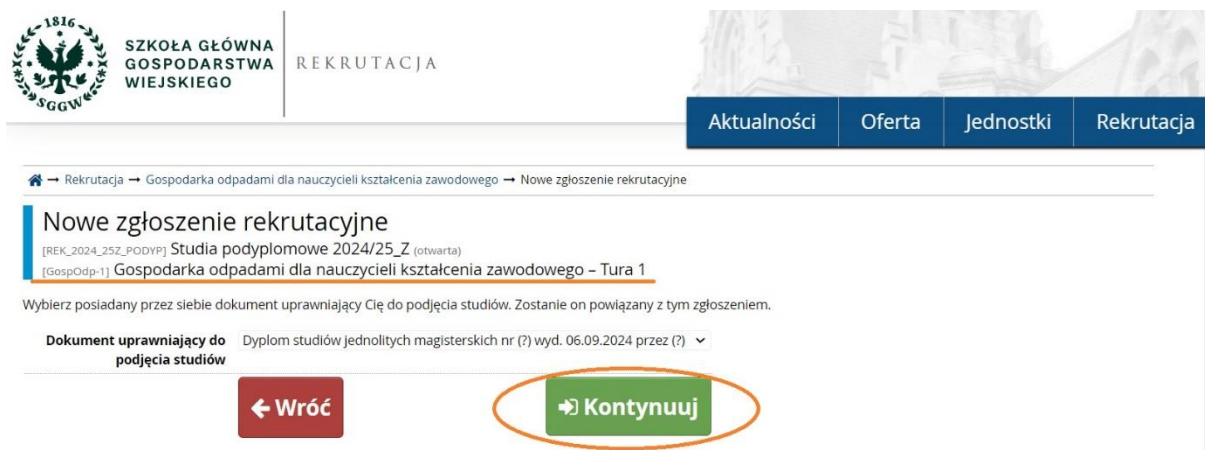 1816
SGGW
SZKOŁA GŁÓWNA
GOSPODARSTWA
WIEJSKIEGO
REKRUTACJA
Aktualności Oferta Jednostki Rekrutacja
→ Rekrutacja → Gospodarka odpadami dla nauczycieli kształcenia zawodowego → Nowe zgłoszenie rekrutacyjne
Nowe zgłoszenie rekrutacyjne
[REK_2024_25Z_PODYP] Studia podyplomowe 2024/25_Z (otwarta)
[GospOdp-1] Gospodarka odpadami dla nauczycieli kształcenia zawodowego – Tura 1
Wybierz posiadany przez siebie dokument uprawniający Cię do podjęcia studiów. Zostanie on powiązany z tym zgłoszeniem.
Dokument uprawniający do Dyplom studiów jednolitych magisterskich nr (?) wyd. 06.09.2024 przez (?)
podjęcia studiów
Wróć Kontynuuj